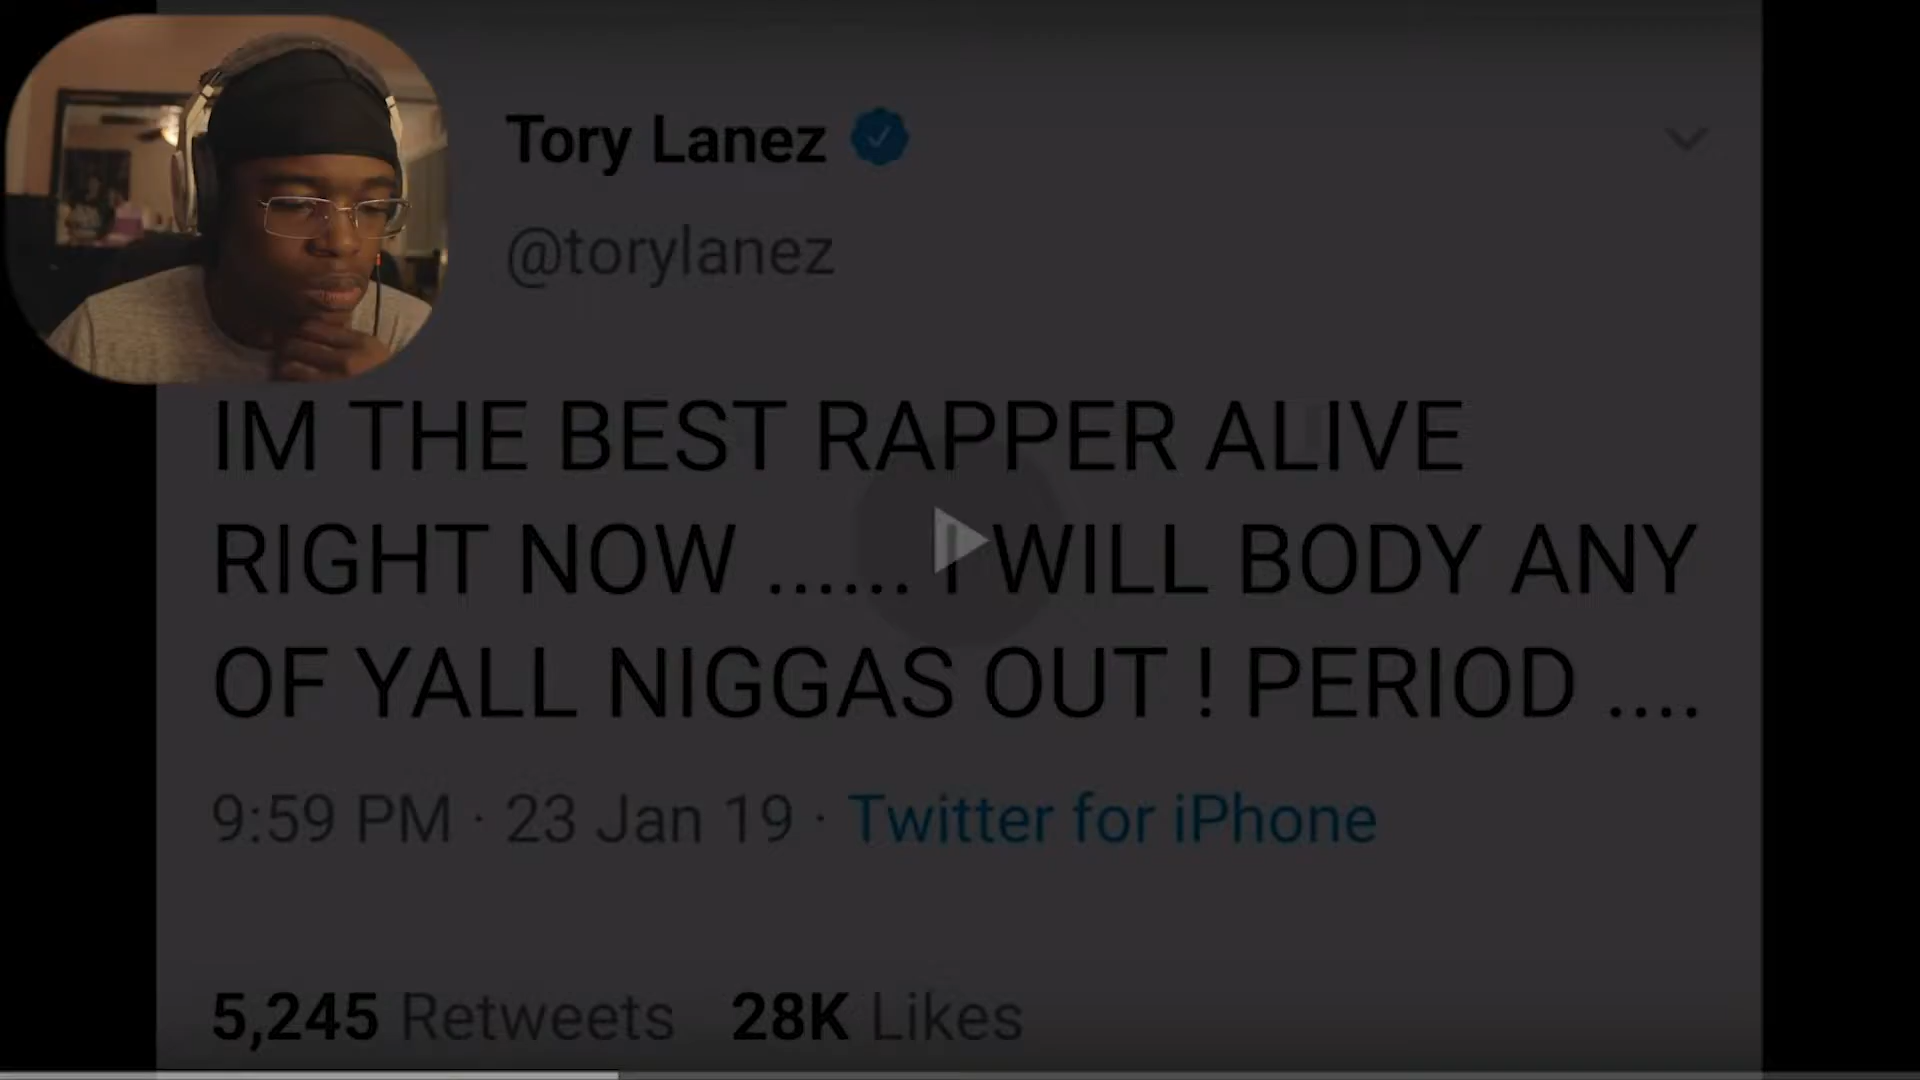 Tory Lanez
@torylanez
IM THE BEST RAPPER ALIVE
RIGHT NOW ...... I WILL BODY ANY
OF YALL NIGGAS OUT ! PERIOD ....
9:59 PM · 23 Jan 19 · Twitter for iPhone
5,245 Retweets 28K Likes